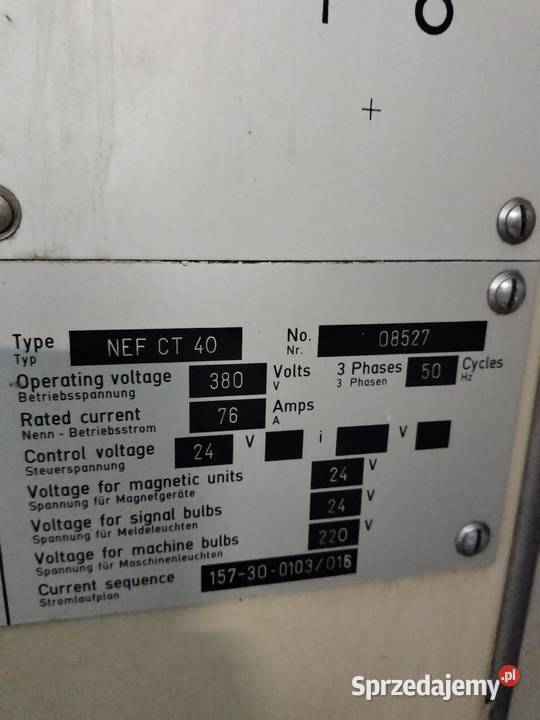 I O
+
Type NEF CT 40 No. 08527
Typ Nr.
Operating voltage 380 Volts 3 Phases 50 Cycles
Betriebsspannung V 3 Phasen Hz
Rated current 76 Amps
Nenn - Betriebsstrom A
Control voltage 24 V i V
Steuerspannung
Voltage for magnetic units 24 V
Spannung für Magnetgeräte
Voltage for signal bulbs 24 V
Spannung für Meldeleuchten
Voltage for machine bulbs 220 V
Spannung für Maschinenleuchten
Current sequence 157-30-0103/016
Stromlaufplan
Sprzedajemy.pl